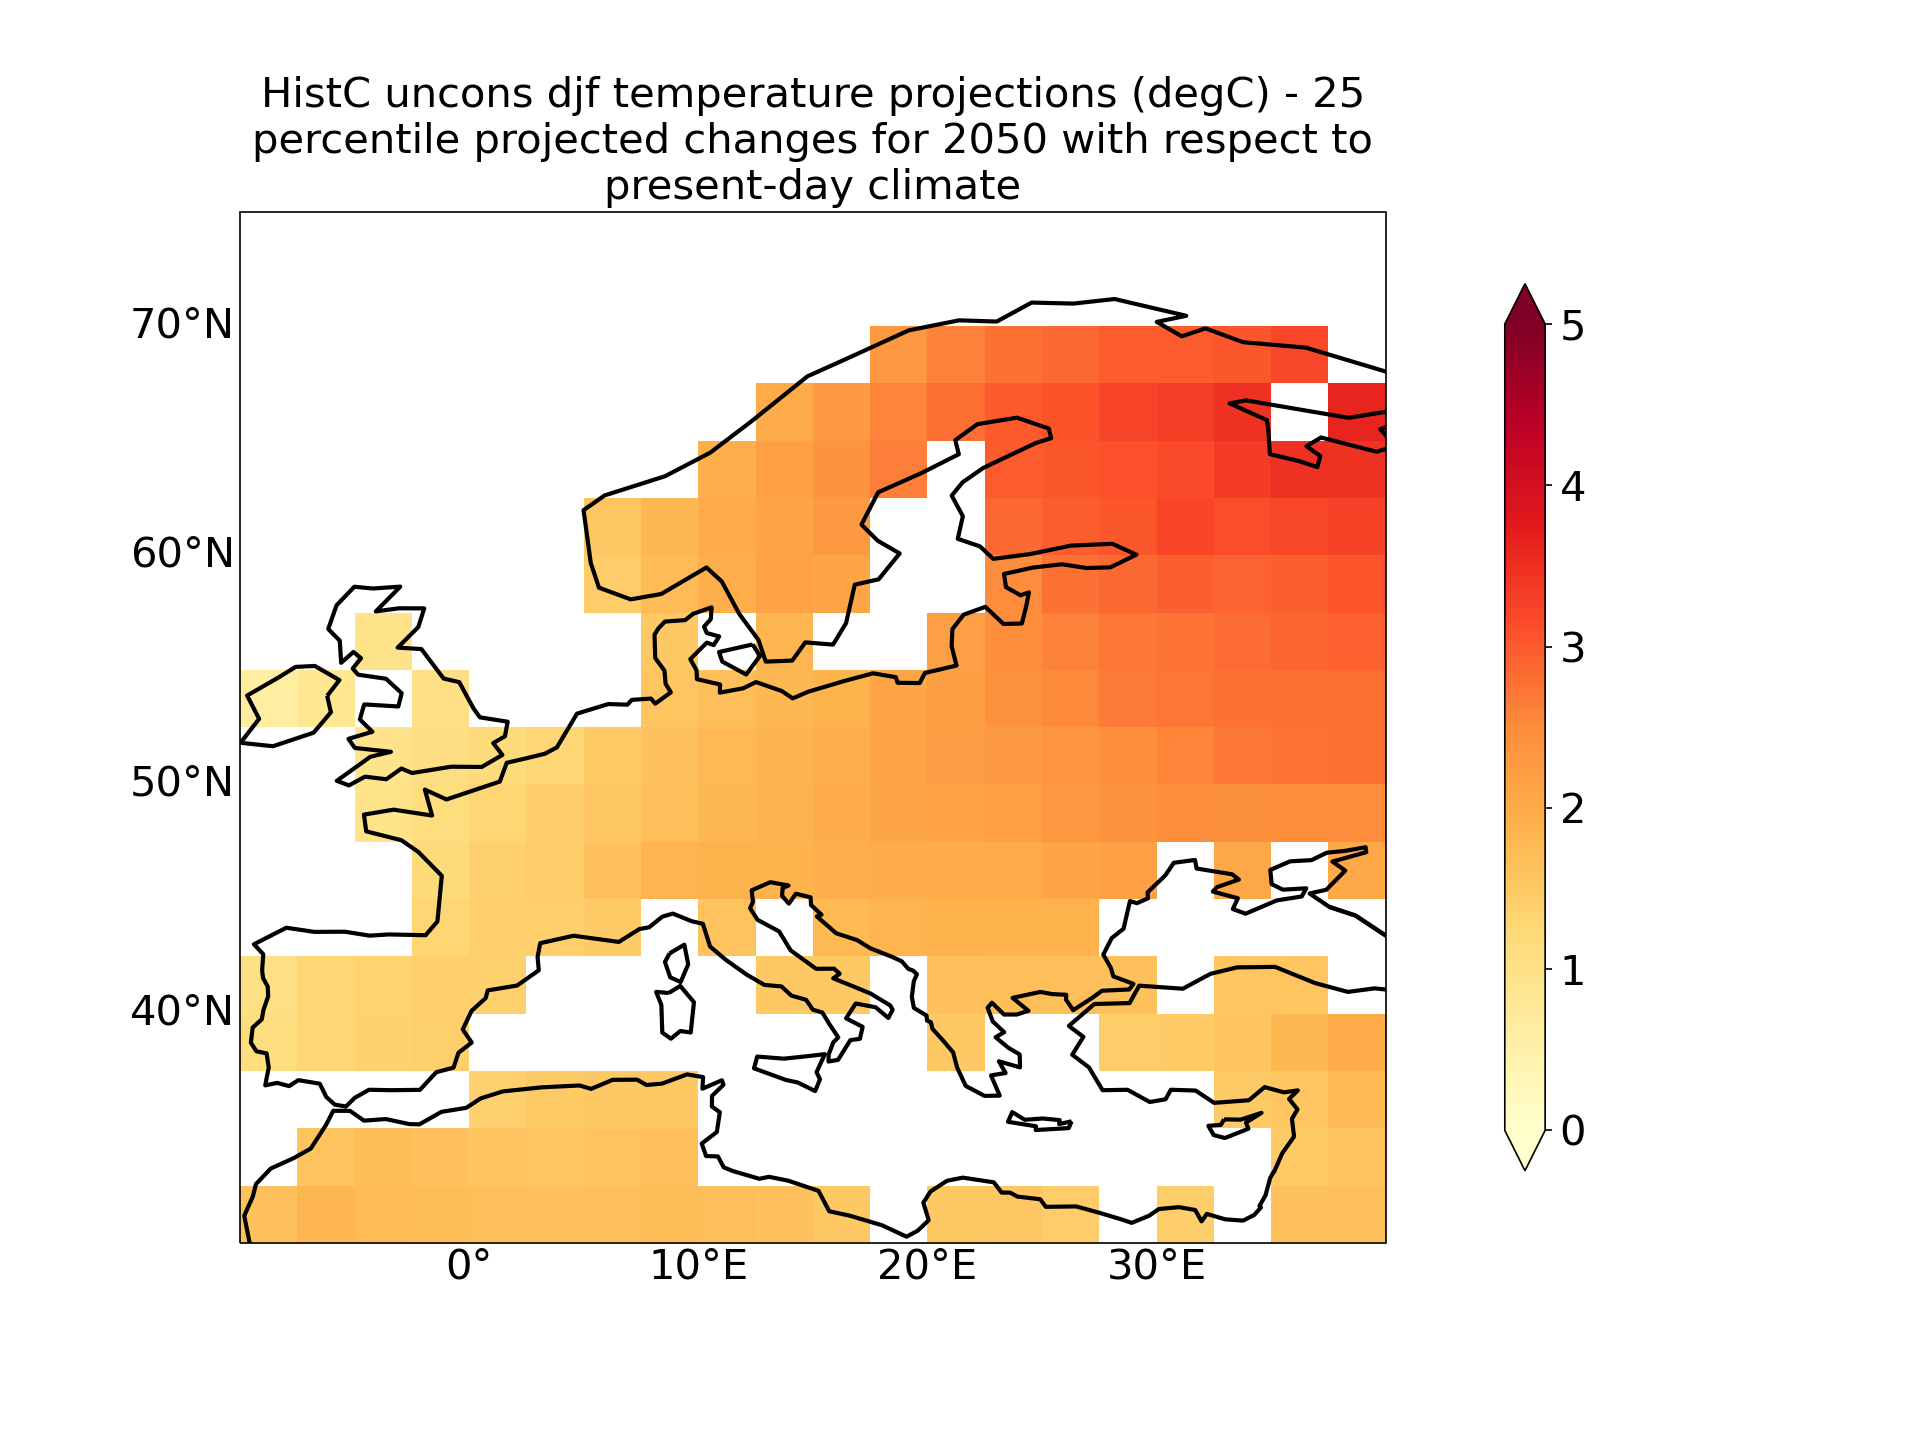 HistC uncons djf temperature projections (degC) - 25
percentile projected changes for 2050 with respect to
present-day climate
70°N
60°N
50°N
40°N
0°
10°E
20°E
30°E
5
4
3
2
1
0